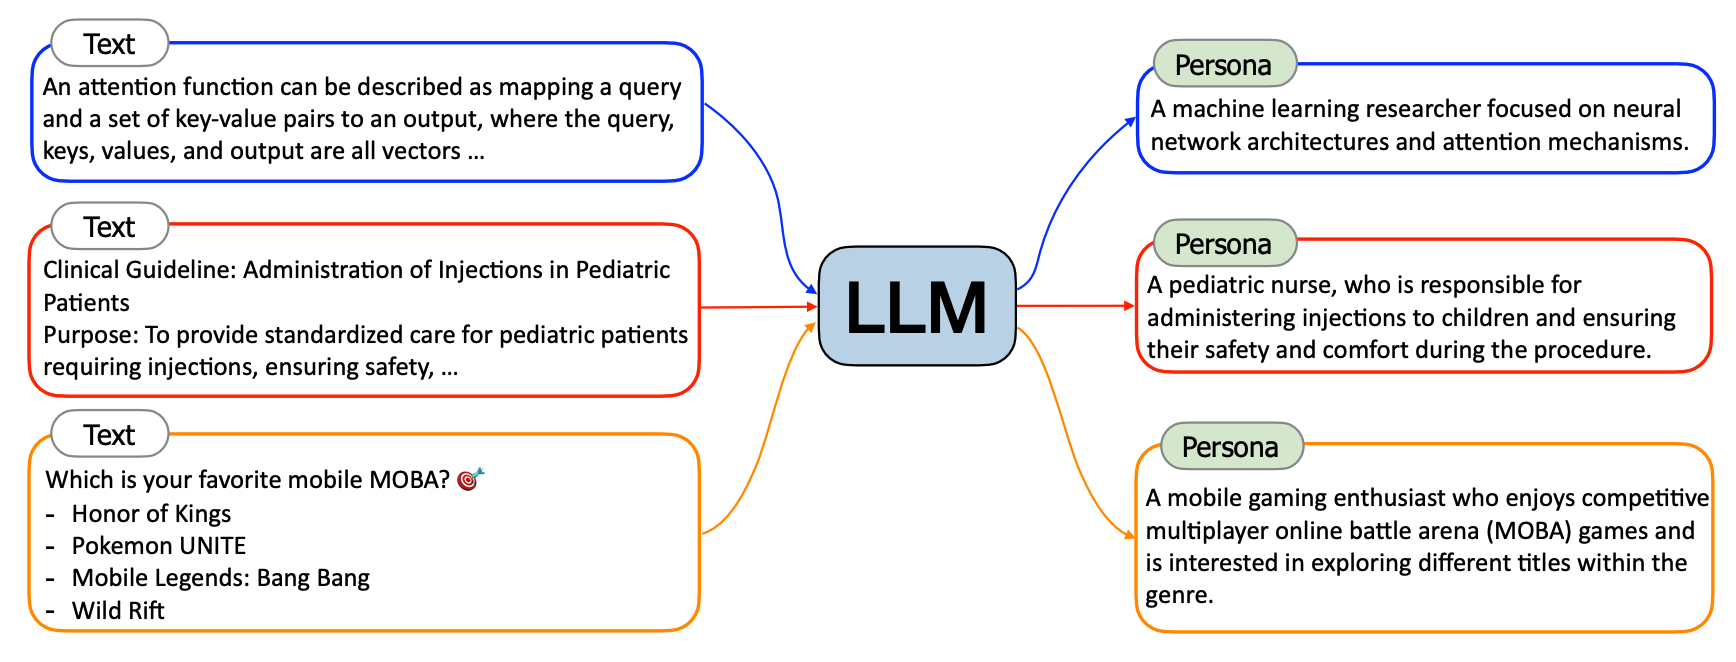 Text
An attention function can be described as mapping a query
and a set of key-value pairs to an output, where the query,
keys, values, and output are all vectors ...
Text
Clinical Guideline: Administration of Injections in Pediatric
Patients
Purpose: To provide standardized care for pediatric patients
requiring injections, ensuring safety, ...
Text
Which is your favorite mobile MOBA? 🎯
- Honor of Kings
- Pokemon UNITE
- Mobile Legends: Bang Bang
- Wild Rift
LLM
Persona
A machine learning researcher focused on neural
network architectures and attention mechanisms.
Persona
A pediatric nurse, who is responsible for
administering injections to children and ensuring
their safety and comfort during the procedure.
Persona
A mobile gaming enthusiast who enjoys competitive
multiplayer online battle arena (MOBA) games and
is interested in exploring different titles within the
genre.